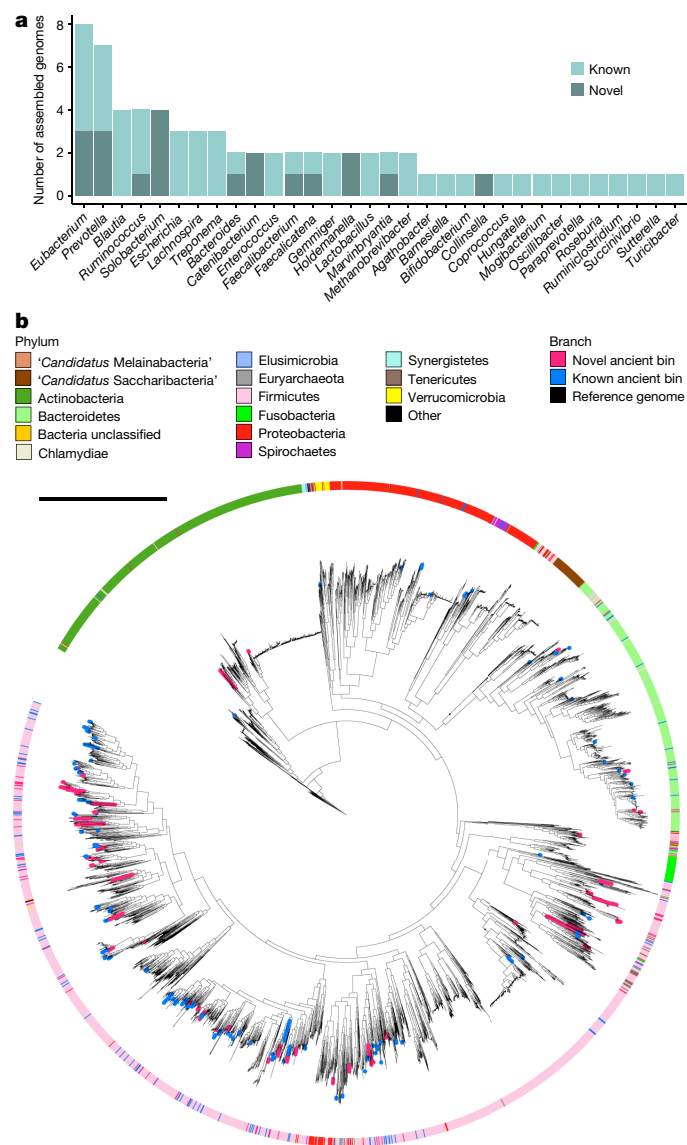 a
Number of assembled genomes
8
6
4
2
0
Known
Novel
Eubacterium
Prevotella
Blautia
Ruminococcus
Solobacterium
Escherichia
Lachnospira
Treponema
Bacteroides
Catenibacterium
Enterococcus
Faecalibacterium
Faecalicatena
Gemmiger
Holdemanella
Lactobacillus
Marvinbryantia
Methanobrevibacter
Agathobacter
Barnesiella
Bifidobacterium
Collinsella
Coprococcus
Hungatella
Mogibacterium
Oscillibacter
Paraprevotella
Roseburia
Ruminiclostridium
Succinivibrio
Sutterella
Turicibacter
b
Phylum
'Candidatus Melainabacteria'
'Candidatus Saccharibacteria'
Actinobacteria
Bacteroidetes
Bacteria unclassified
Chlamydiae
Elusimicrobia
Euryarchaeota
Firmicutes
Fusobacteria
Proteobacteria
Spirochaetes
Synergistetes
Tenericutes
Verrucomicrobia
Other
Branch
Novel ancient bin
Known ancient bin
Reference genome